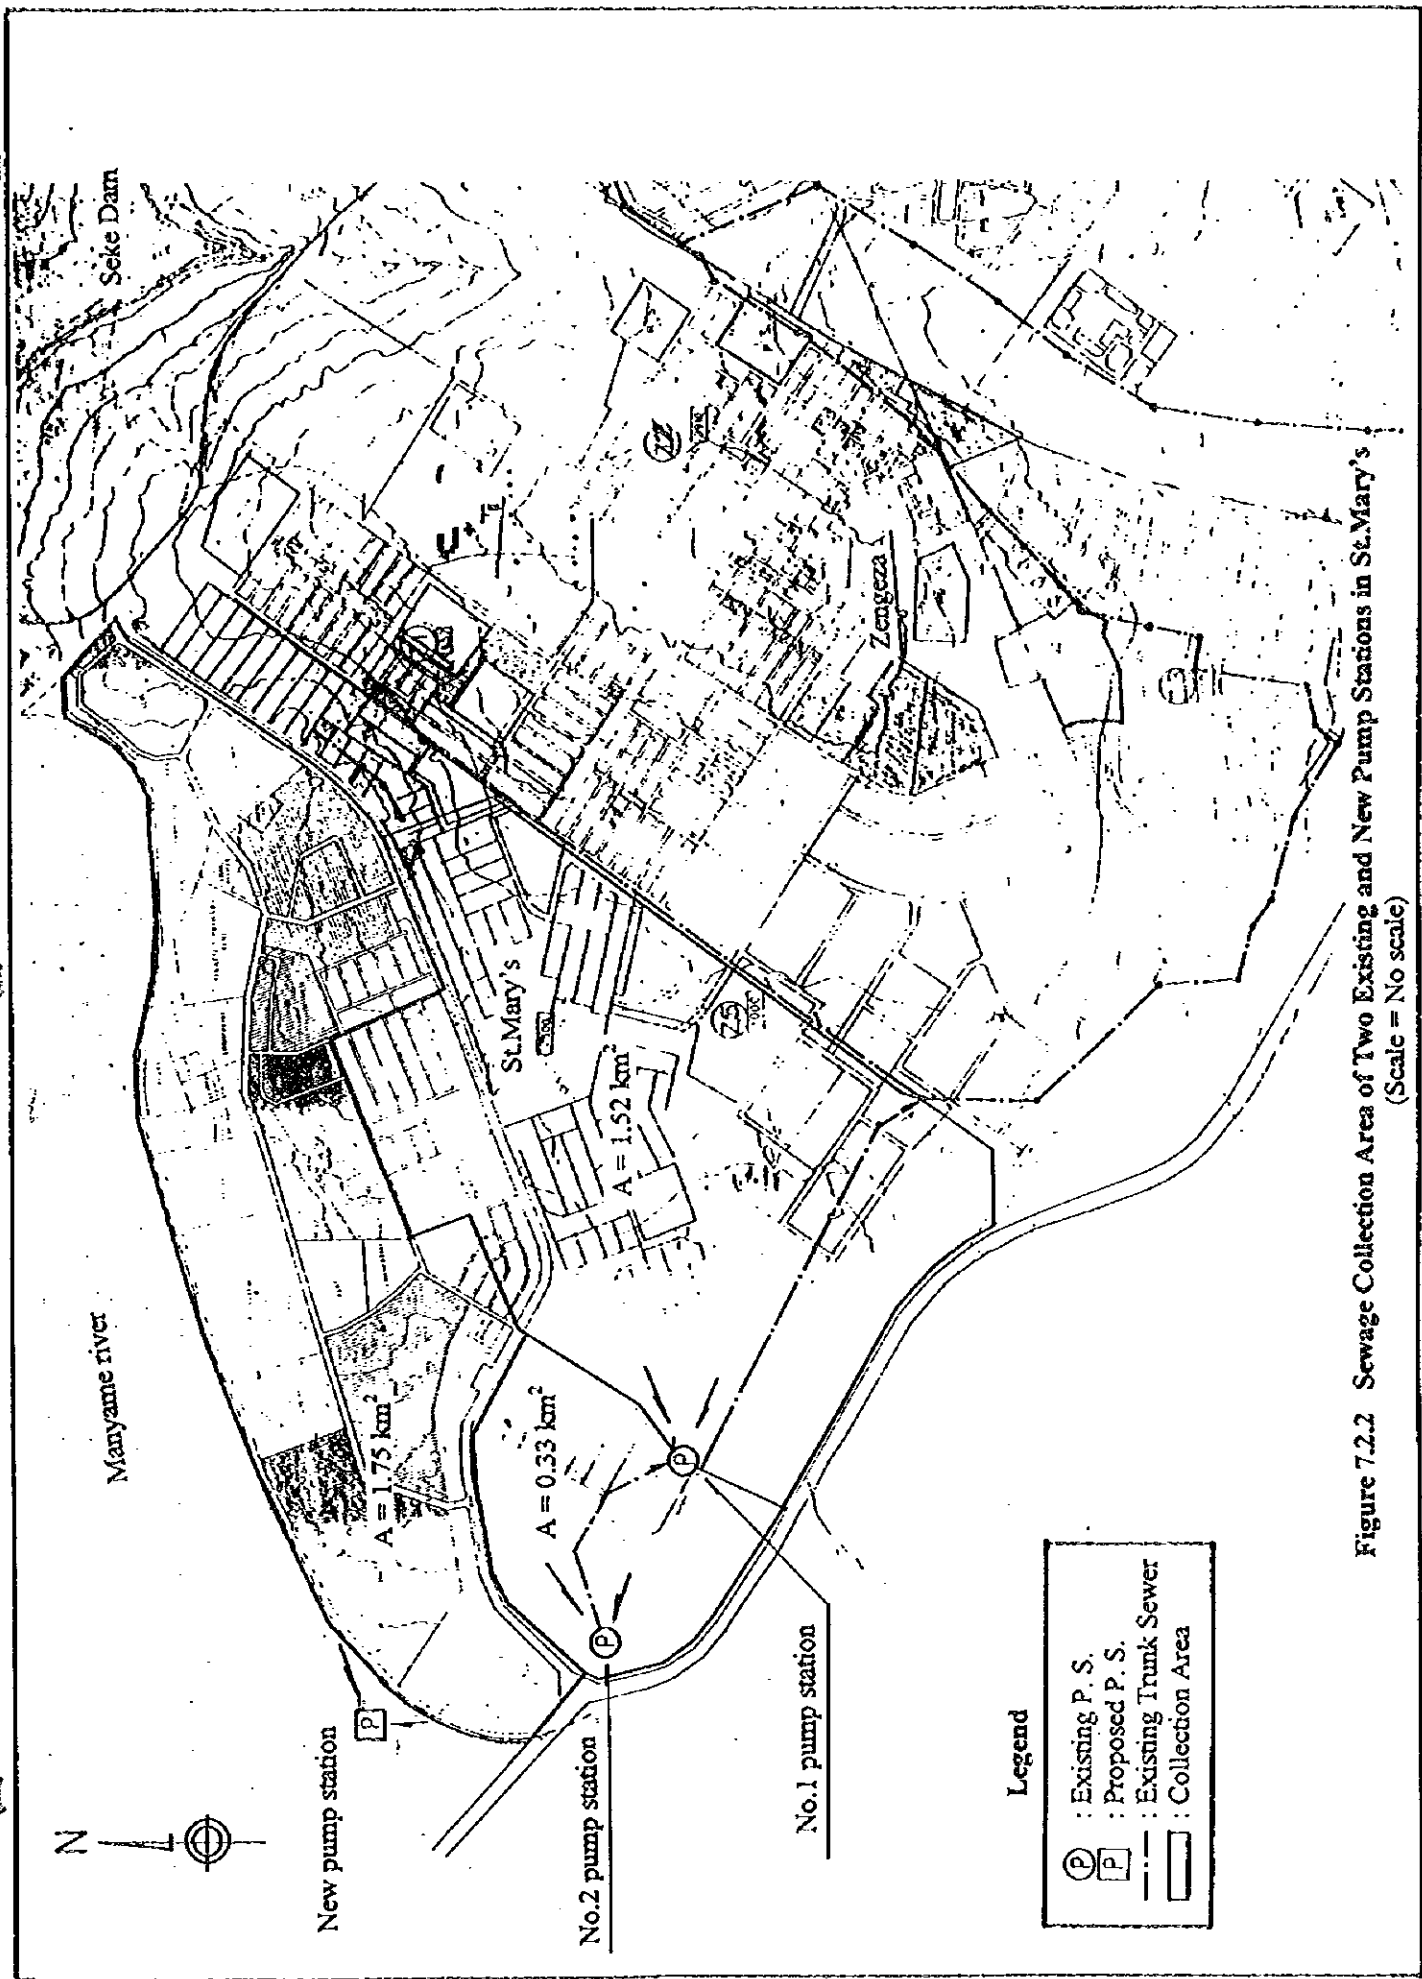 N
Manyame river
Seke Dam
New pump station
P
A = 1.75 km²
St.Mary's
A = 0.33 km²
A = 1.52 km²
Zengeza
P
No.2 pump station
P
No.1 pump station
Legend
P : Existing P. S.
P : Proposed P. S.
: Existing Trunk Sewer
: Collection Area
Figure 7.2.2 Sewage Collection Area of Two Existing and New Pump Stations in St.Mary's
(Scale = No scale)